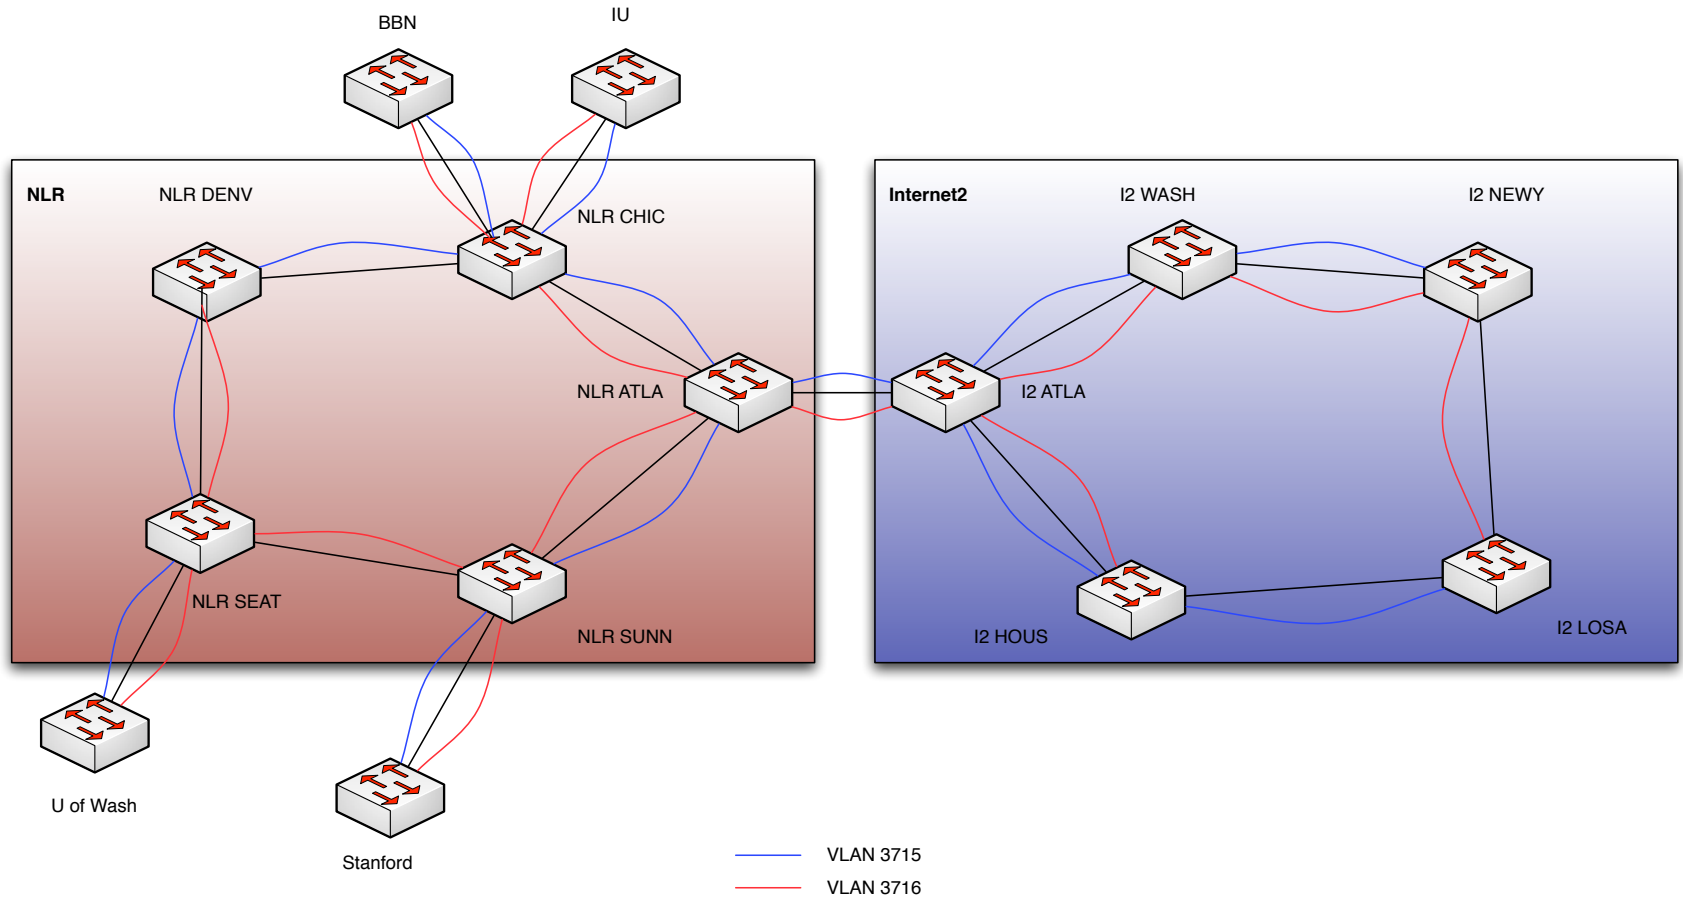 BBN
IU
NLR
NLR DENV
NLR CHIC
NLR ATLA
NLR SEAT
NLR SUNN
Internet2
I2 WASH
I2 NEWY
I2 ATLA
I2 HOUS
I2 LOSA
U of Wash
Stanford
VLAN 3715
VLAN 3716